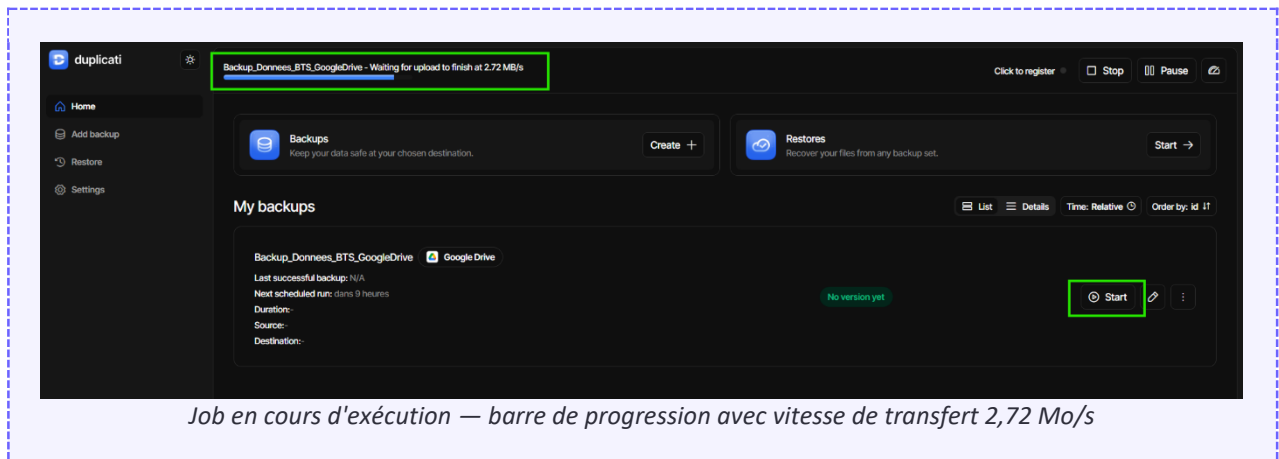 duplicati
Backup_Donnees_BTS_GoogleDrive - Waiting for upload to finish at 2.72 MB/s
Click to register
Stop
Pause
Home
Add backup
Restore
Settings
Backups
Keep your data safe at your chosen destination.
Create +
Restores
Recover your files from any backup set.
Start →
My backups
List
Details
Time: Relative
Order by: id
Backup_Donnees_BTS_GoogleDrive
Google Drive
Last successful backup: N/A
Next scheduled run: dans 9 heures
Duration:-
Source:-
Destination:-
No version yet
Start
Job en cours d'exécution — barre de progression avec vitesse de transfert 2,72 Mo/s